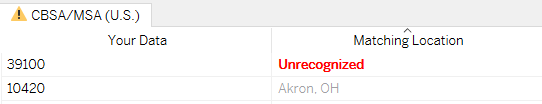 CBSA/MSA (U.S.)
Your Data Matching Location
39100 Unrecognized
10420 Akron, OH